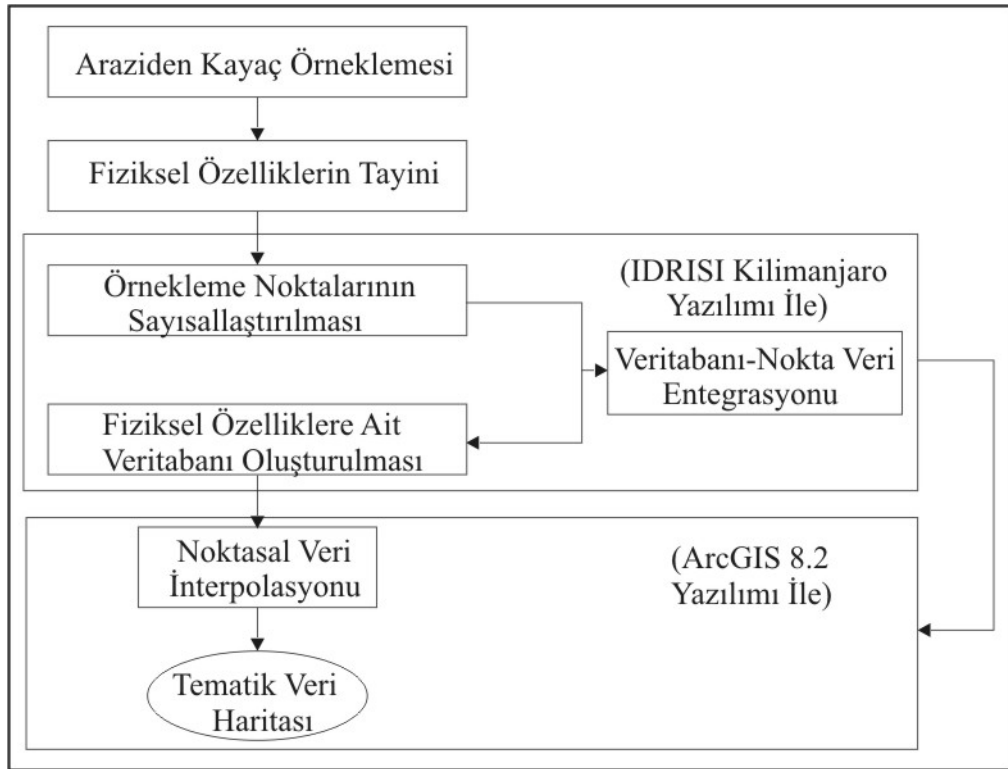 Araziden Kayaç Örneklemesi
Fiziksel Özelliklerin Tayini
Örnekleme Noktalarının
Sayısallaştırılması
(IDRISI Kilimanjaro
Yazılımı İle)
Veritabanı-Nokta Veri
Entegrasyonu
Fiziksel Özelliklere Ait
Veritabanı Oluşturulması
Noktasal Veri
İnterpolasyonu
(ArcGIS 8.2
Yazılımı İle)
Tematik Veri
Haritası